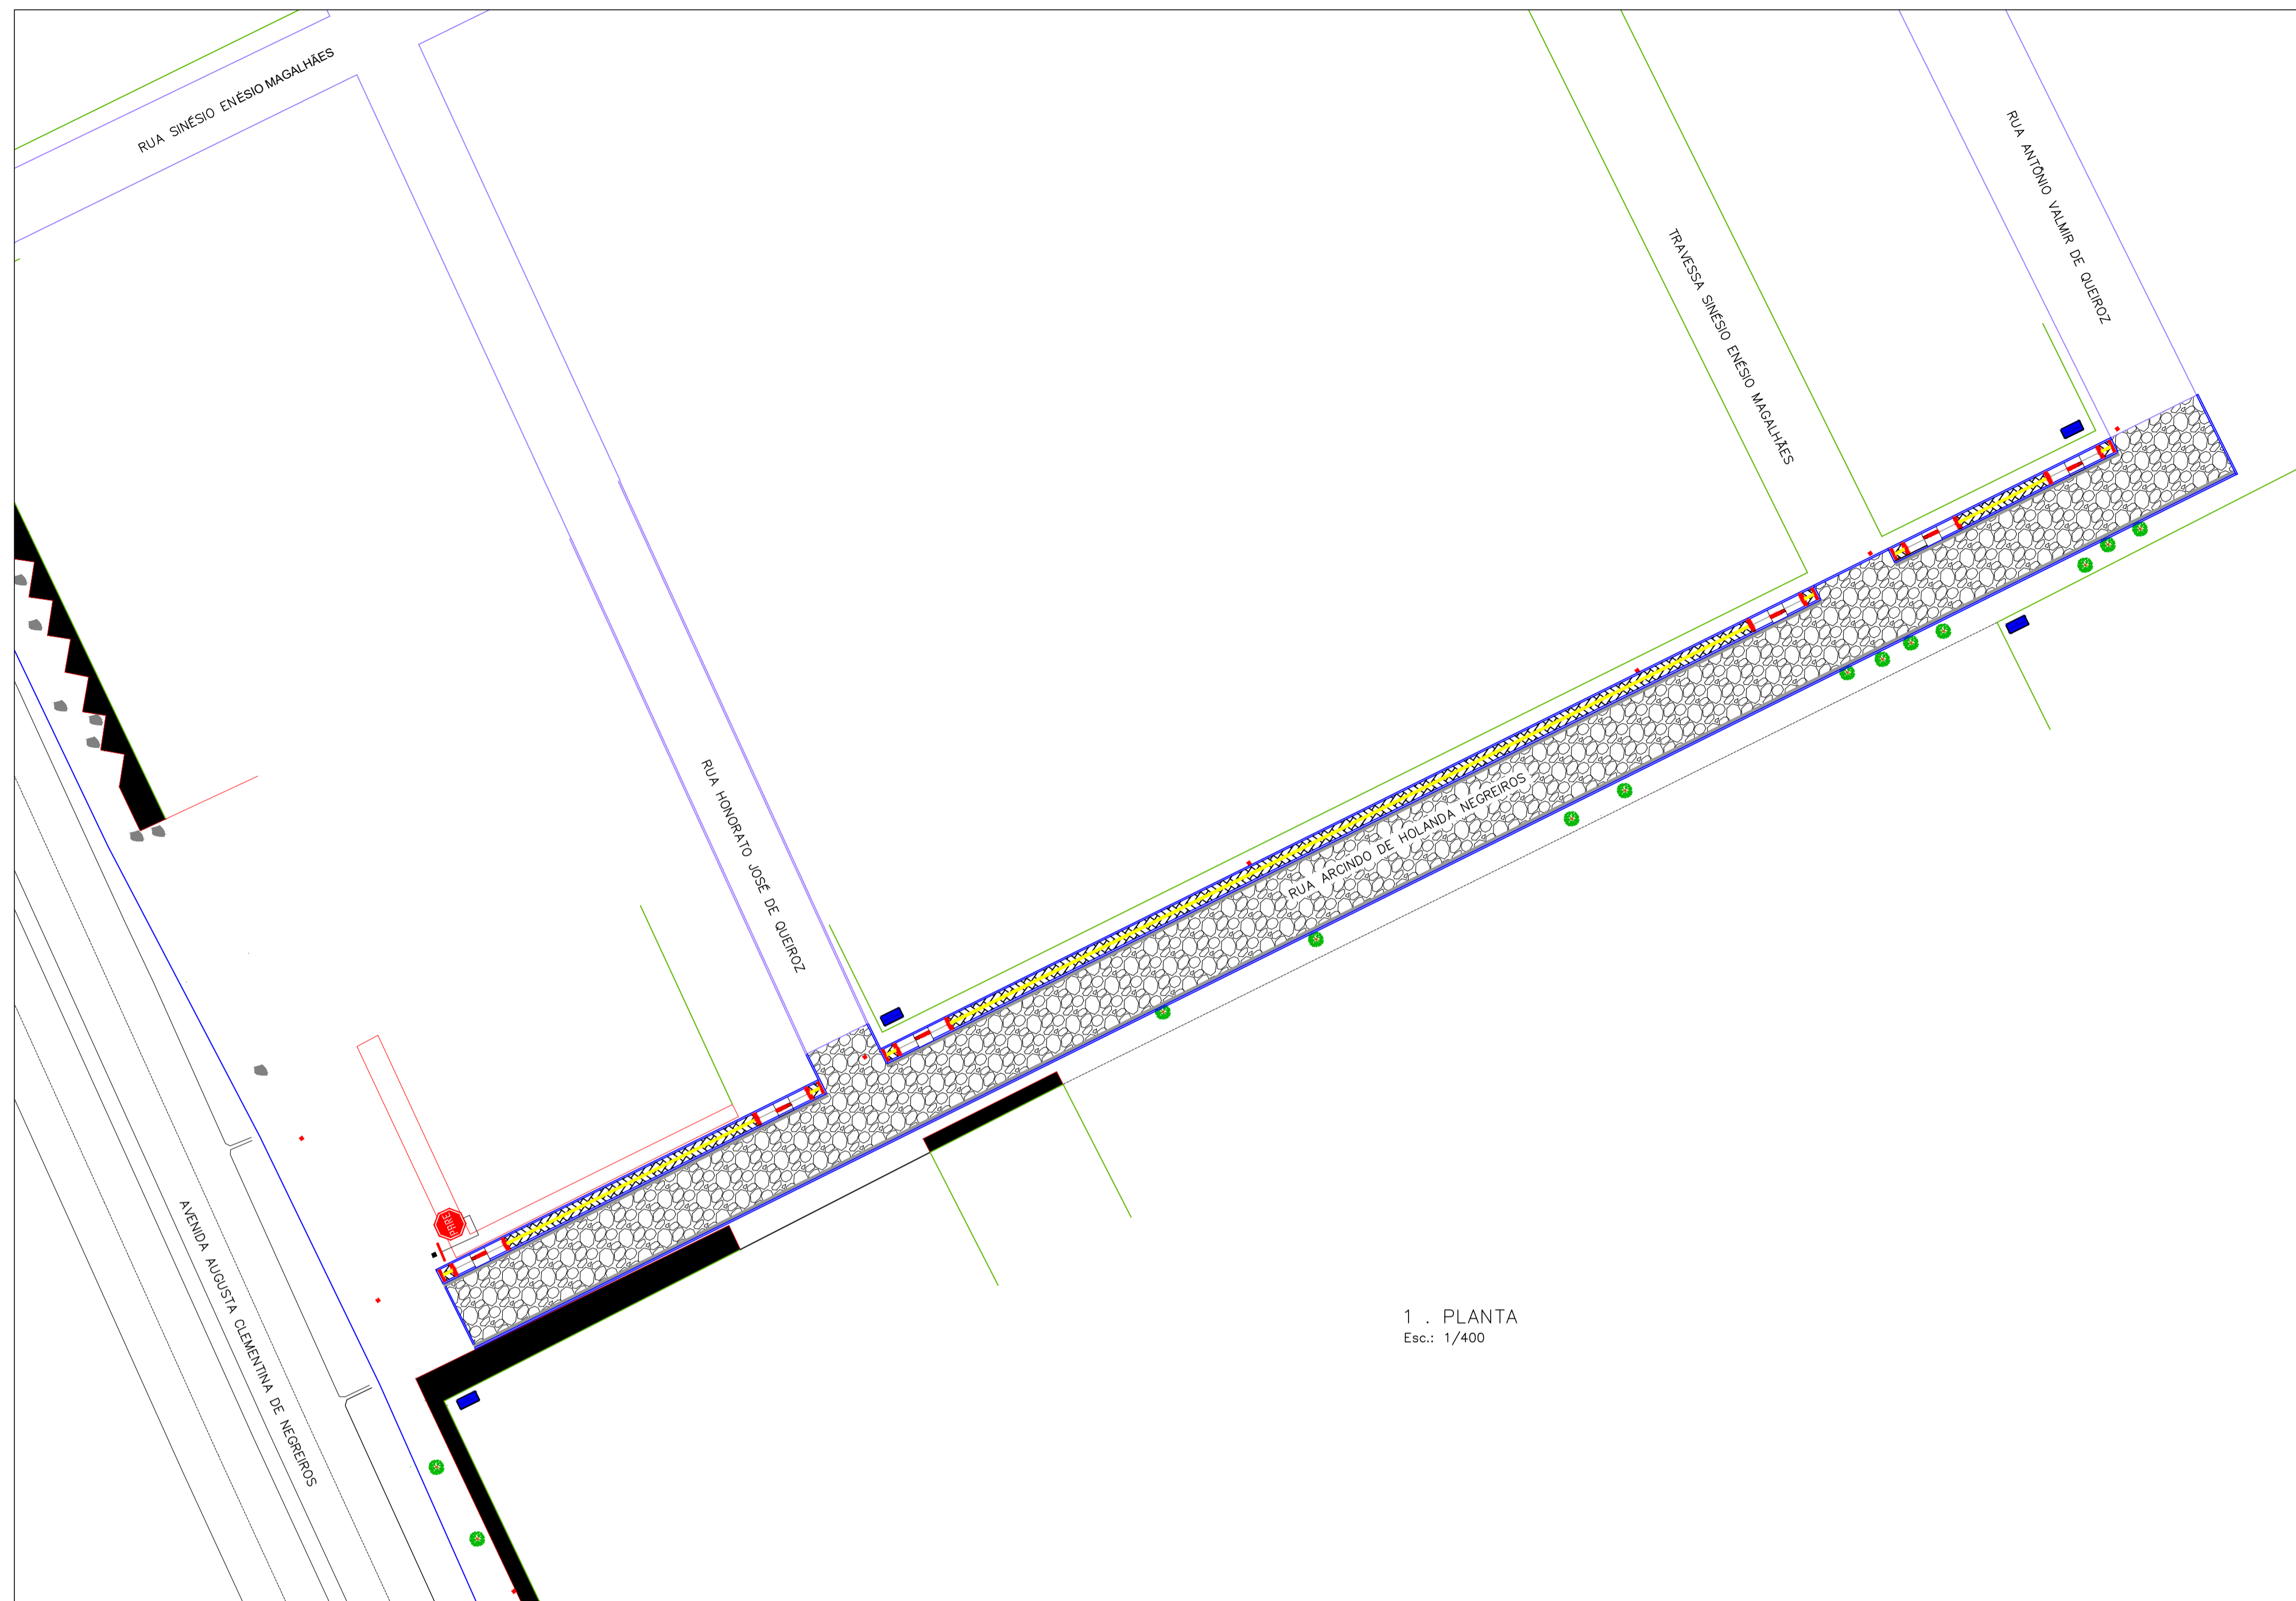 RUA SINÉSIO ENÉSIO MAGALHÃES
RUA ANTÔNIO VALMIR DE QUEIROZ
TRAVESSA SINÉSIO ENÉSIO MAGALHÃES
RUA HONORATO JOSÉ DE QUEIROZ
RUA ARCINDO DE HOLANDA NEGREIROS
PARE
AVENIDA AUGUSTA CLEMENTINA DE NEGREIROS
1 . PLANTA
Esc.: 1/400